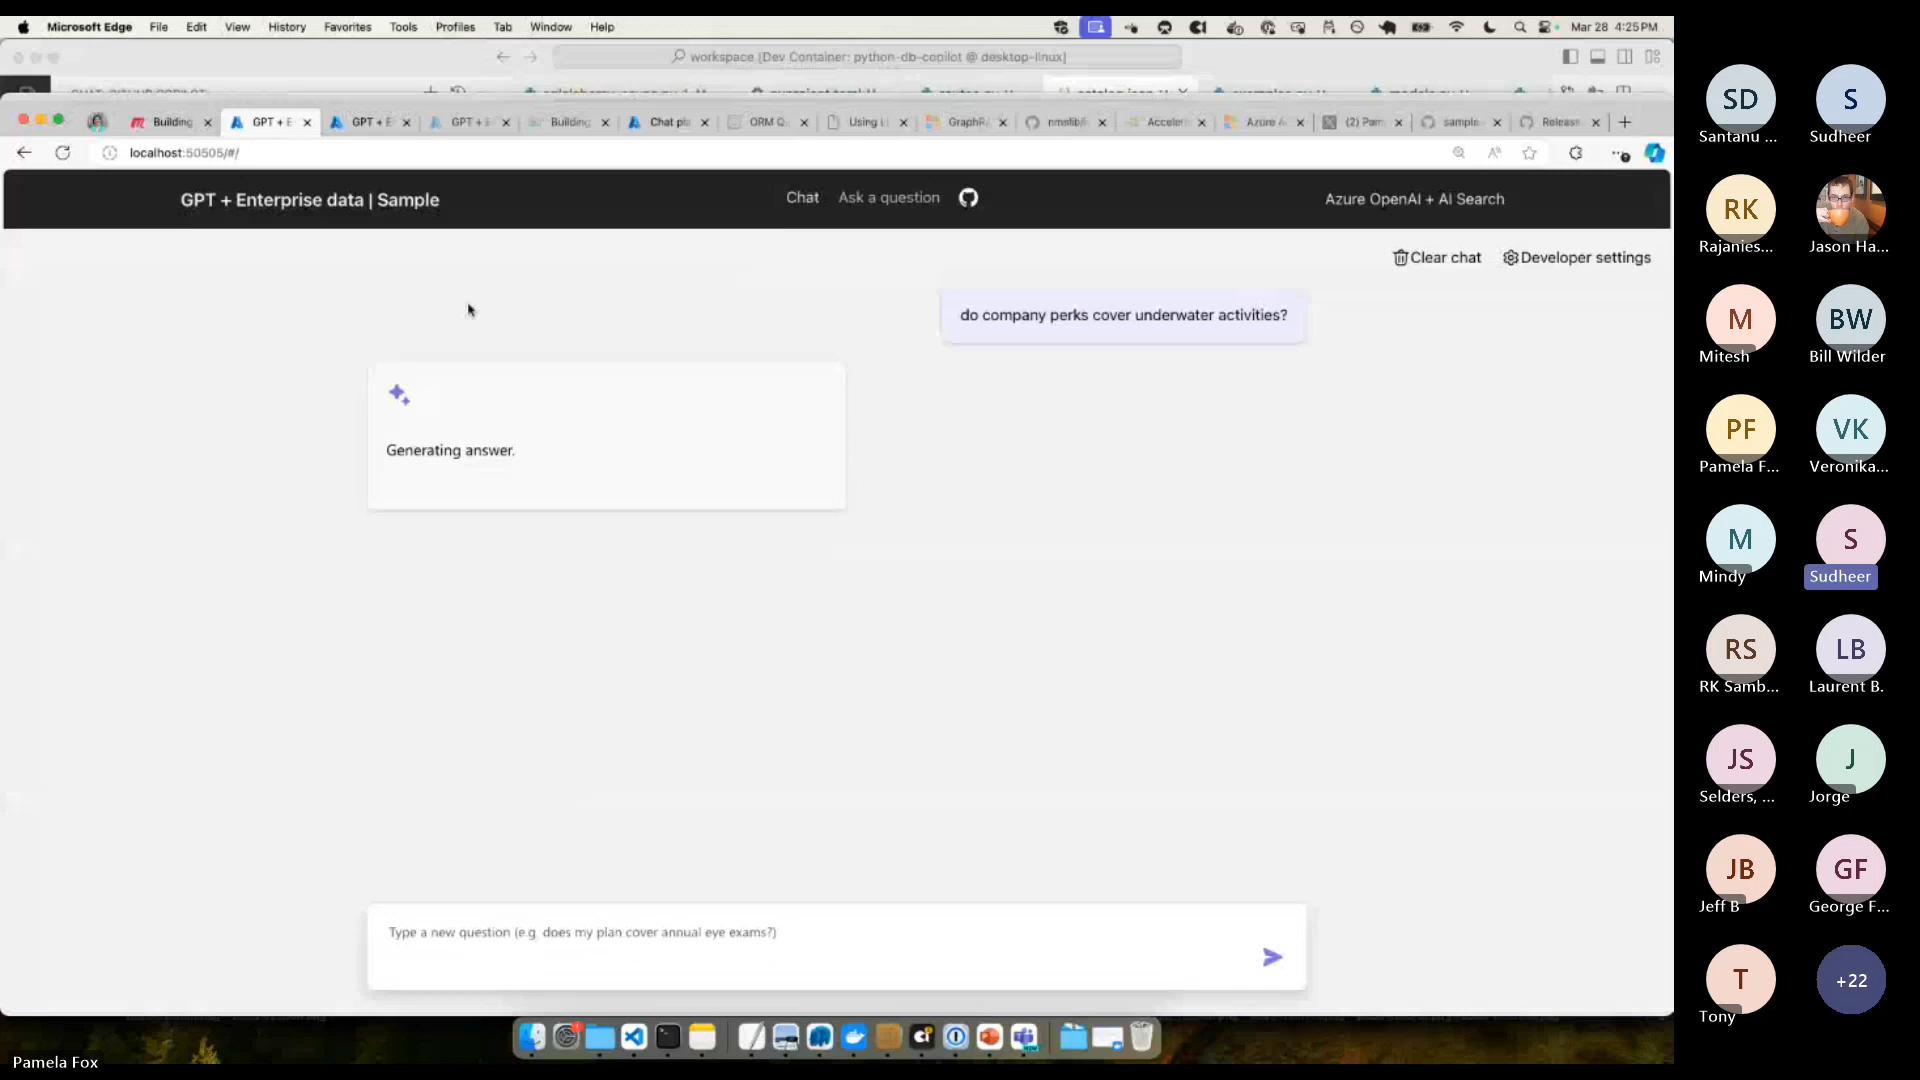 Microsoft Edge File Edit View History Favorites Tools Profiles Tab Window Help Mar 28 4:25 PM
workspace [Dev Container: python-db-copilot @ desktop-linux]
Building GPT + E GPT + E GPT + E Building Chat pla ORM Q Using L GraphR nmslib/ Acceler Azure A (2) Pam sample Release
localhost:50505/#/
GPT + Enterprise data | Sample
Chat Ask a question
Azure OpenAI + AI Search
Clear chat Developer settings
do company perks cover underwater activities?
Generating answer.
Type a new question (e.g. does my plan cover annual eye exams?)
SD S
Santanu ... Sudheer
RK
Rajanies... Jason Ha...
M BW
Mitesh Bill Wilder
PF VK
Pamela F... Veronika...
M S
Mindy Sudheer
RS LB
RK Samb... Laurent B.
JS J
Selders, ... Jorge
JB GF
Jeff B George F...
T +22
Tony
Pamela Fox